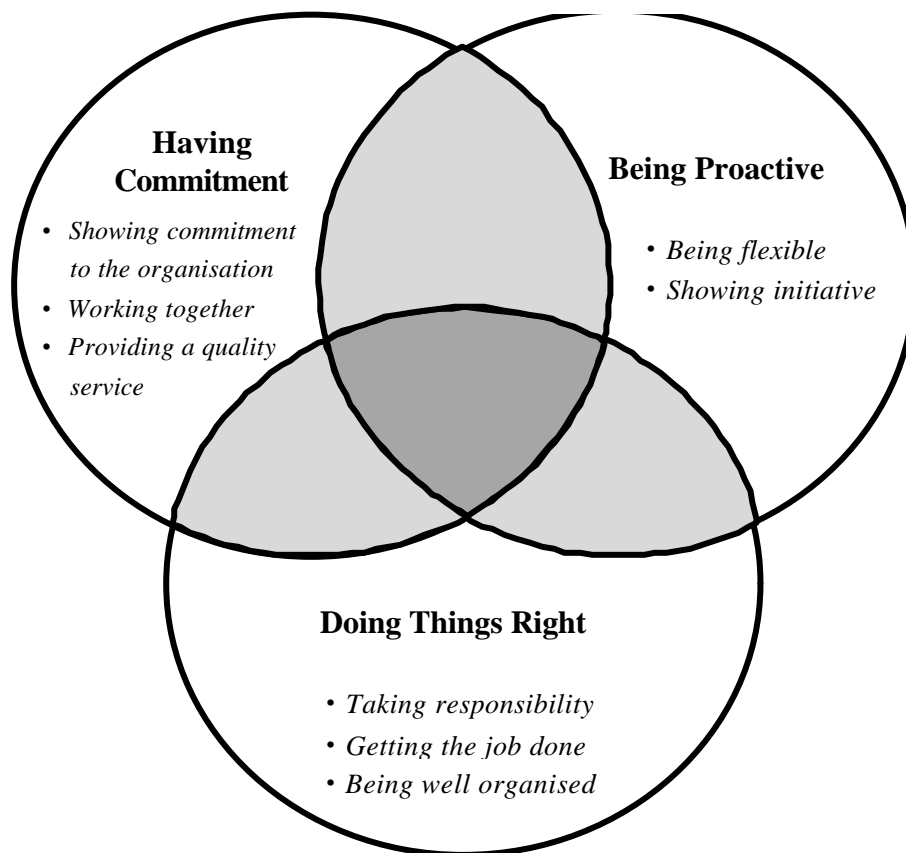 Having
Commitment
• Showing commitment
to the organisation
• Working together
• Providing a quality
service
Being Proactive
• Being flexible
• Showing initiative
Doing Things Right
• Taking responsibility
• Getting the job done
• Being well organised